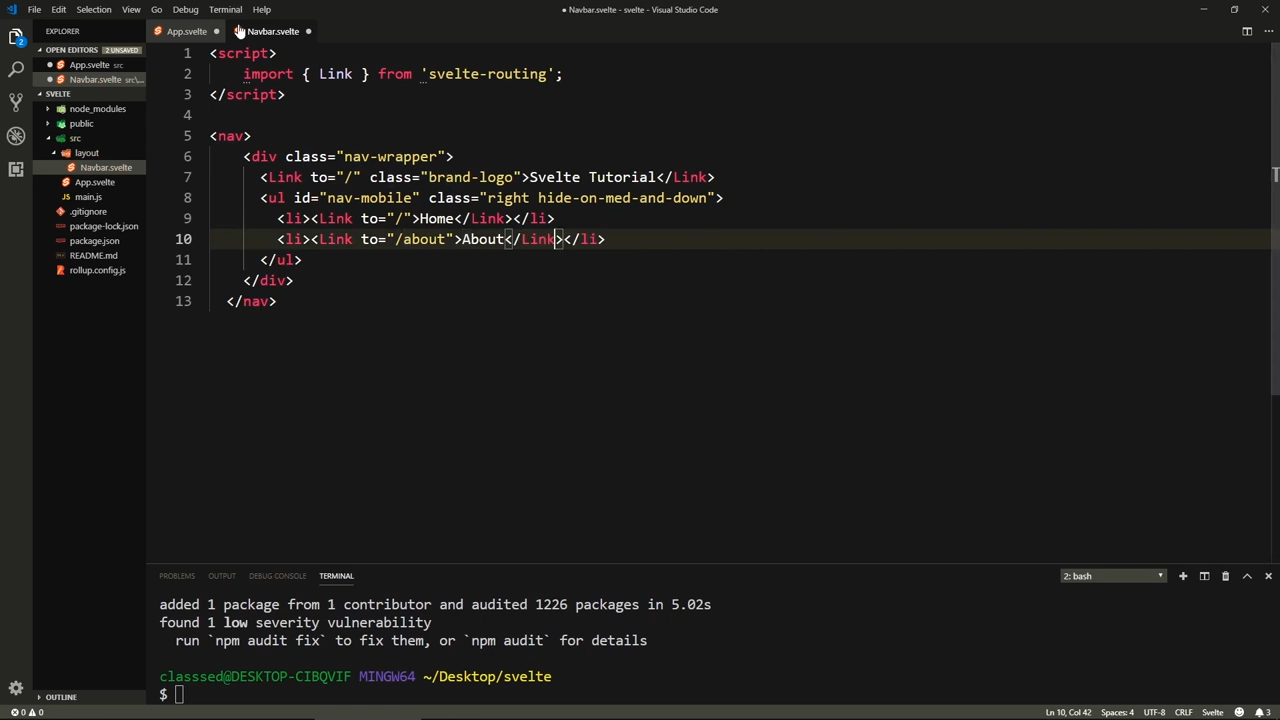 File Edit Selection View Go Debug Terminal Help
● Navbar.svelte - svelte - Visual Studio Code
EXPLORER
App.svelte
Navbar.svelte
OPEN EDITORS 2 UNSAVED
App.svelte src
Navbar.svelte src\...
SVELTE
node_modules
public
src
layout
Navbar.svelte
App.svelte
main.js
.gitignore
package-lock.json
package.json
README.md
rollup.config.js
OUTLINE
2
1 <script>
2 import { Link } from 'svelte-routing';
3 </script>
4
5 <nav>
6 <div class="nav-wrapper">
7 <Link to="/" class="brand-logo">Svelte Tutorial</Link>
8 <ul id="nav-mobile" class="right hide-on-med-and-down">
9 <li><Link to="/">Home</Link></li>
10 <li><Link to="/about">About</Link></li>
11 </ul>
12 </div>
13 </nav>
PROBLEMS OUTPUT DEBUG CONSOLE TERMINAL
2: bash
added 1 package from 1 contributor and audited 1226 packages in 5.02s
found 1 low severity vulnerability
run `npm audit fix` to fix them, or `npm audit` for details
classsed@DESKTOP-CIBQVIF MINGW64 ~/Desktop/svelte
$
0 0
Ln 10, Col 42 Spaces: 4 UTF-8 CRLF Svelte 3